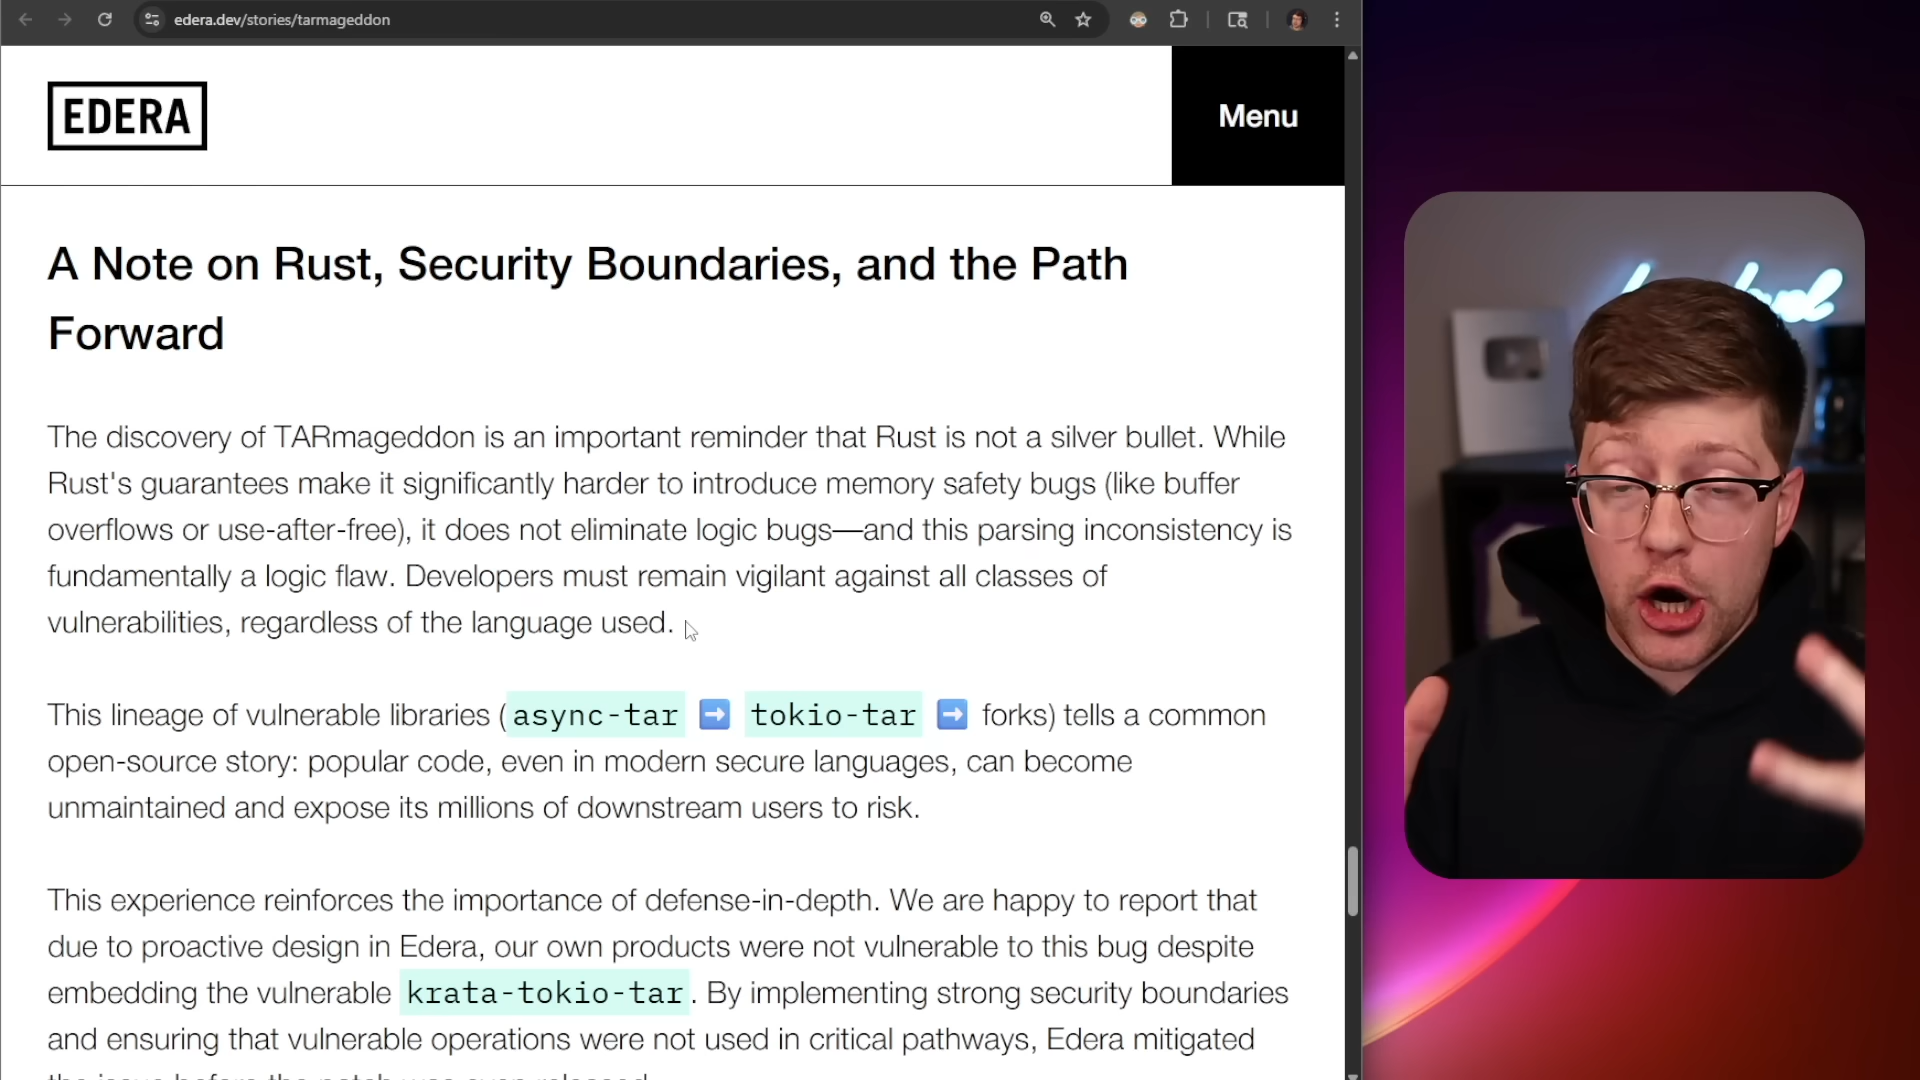 edera.dev/stories/tarmageddon
EDERA
Menu
A Note on Rust, Security Boundaries, and the Path
Forward
The discovery of TARmageddon is an important reminder that Rust is not a silver bullet. While
Rust's guarantees make it significantly harder to introduce memory safety bugs (like buffer
overflows or use-after-free), it does not eliminate logic bugs—and this parsing inconsistency is
fundamentally a logic flaw. Developers must remain vigilant against all classes of
vulnerabilities, regardless of the language used.
This lineage of vulnerable libraries (async-tar ➡ tokio-tar ➡ forks) tells a common
open-source story: popular code, even in modern secure languages, can become
unmaintained and expose its millions of downstream users to risk.
This experience reinforces the importance of defense-in-depth. We are happy to report that
due to proactive design in Edera, our own products were not vulnerable to this bug despite
embedding the vulnerable krata-tokio-tar. By implementing strong security boundaries
and ensuring that vulnerable operations were not used in critical pathways, Edera mitigated